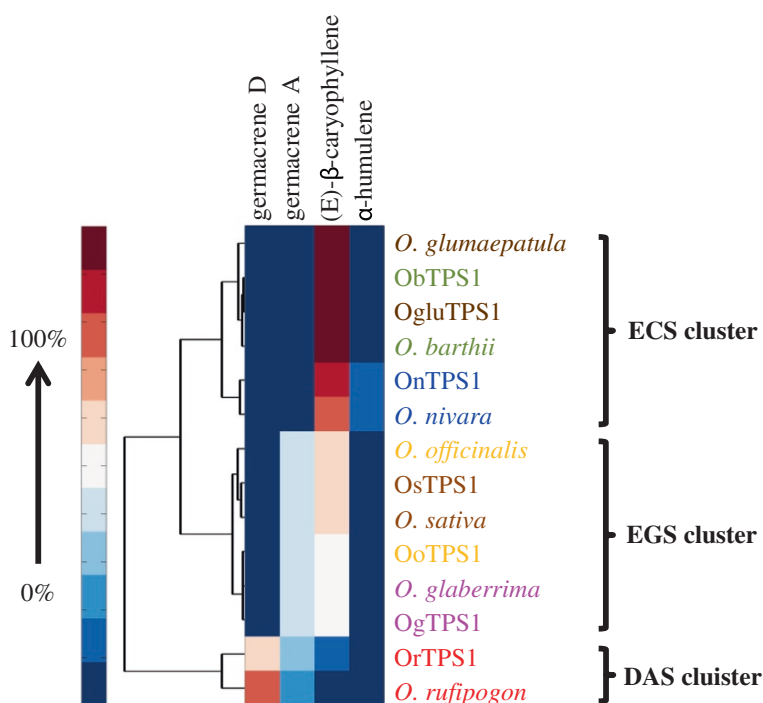 germacrene D
germacrene A
(E)-β-caryophyllene
α-humulene
100%
0%
O. glumaepatula
ObTPS1
OgluTPS1
O. barthii
OnTPS1
O. nivara
O. officinalis
OsTPS1
O. sativa
OoTPS1
O. glaberrima
OgTPS1
OrTPS1
O. rufipogon
ECS cluster
EGS cluster
DAS cluister